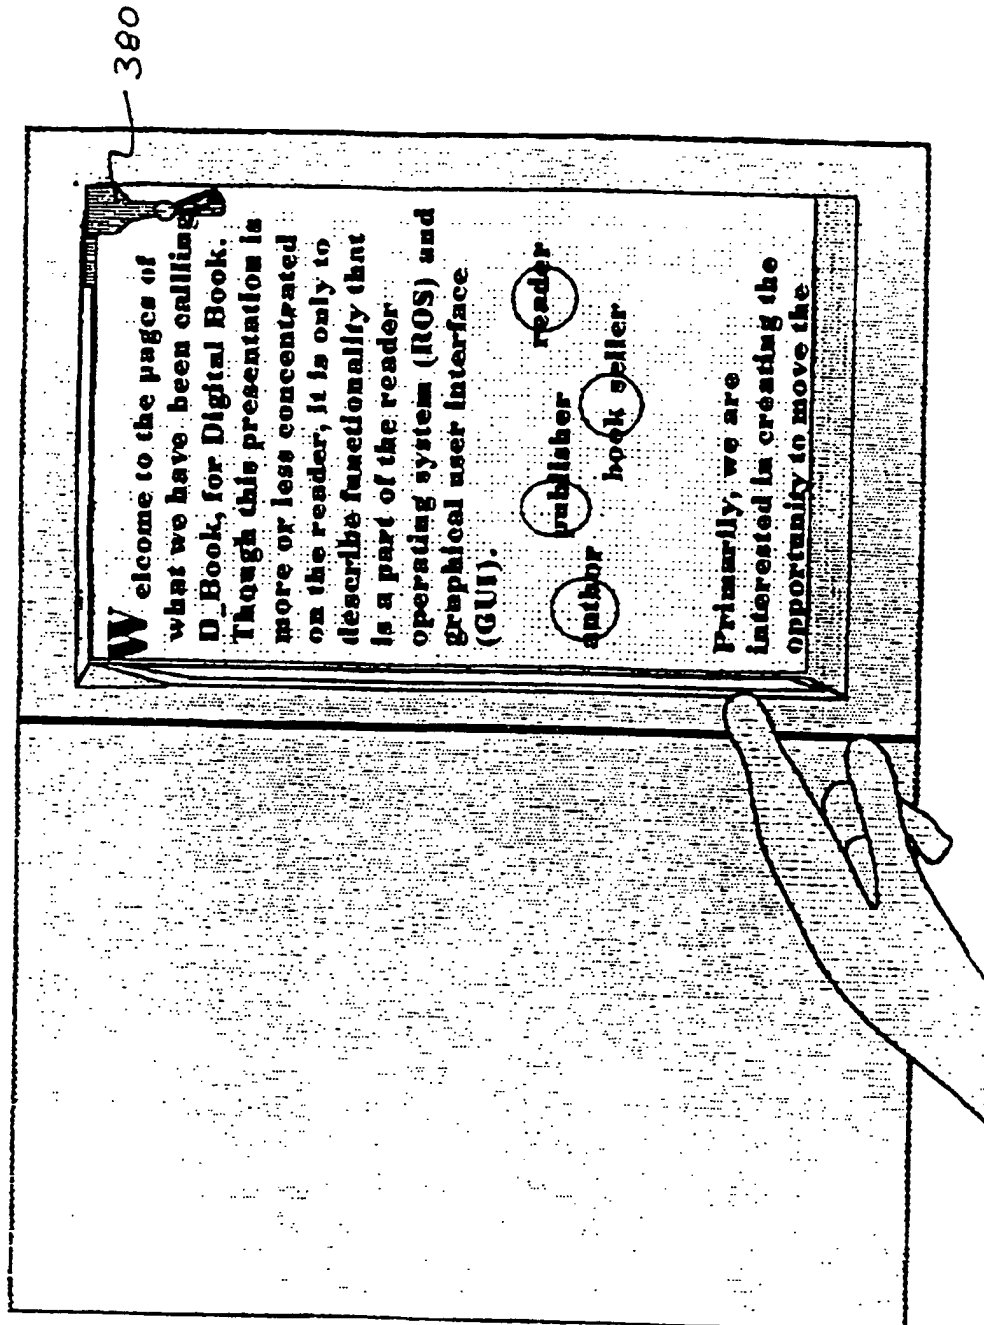 380
Welcome to the pages of
what we have been calling
D_Book, for Digital Book.
Though this presentation is
more or less concentrated
on the reader, it is only to
describe functionality that
is a part of the reader
operating system (ROS) and
graphical user interface
(GUI).
author
publisher
book seller
reader
Primarily, we are
interested in creating the
opportunity to move the